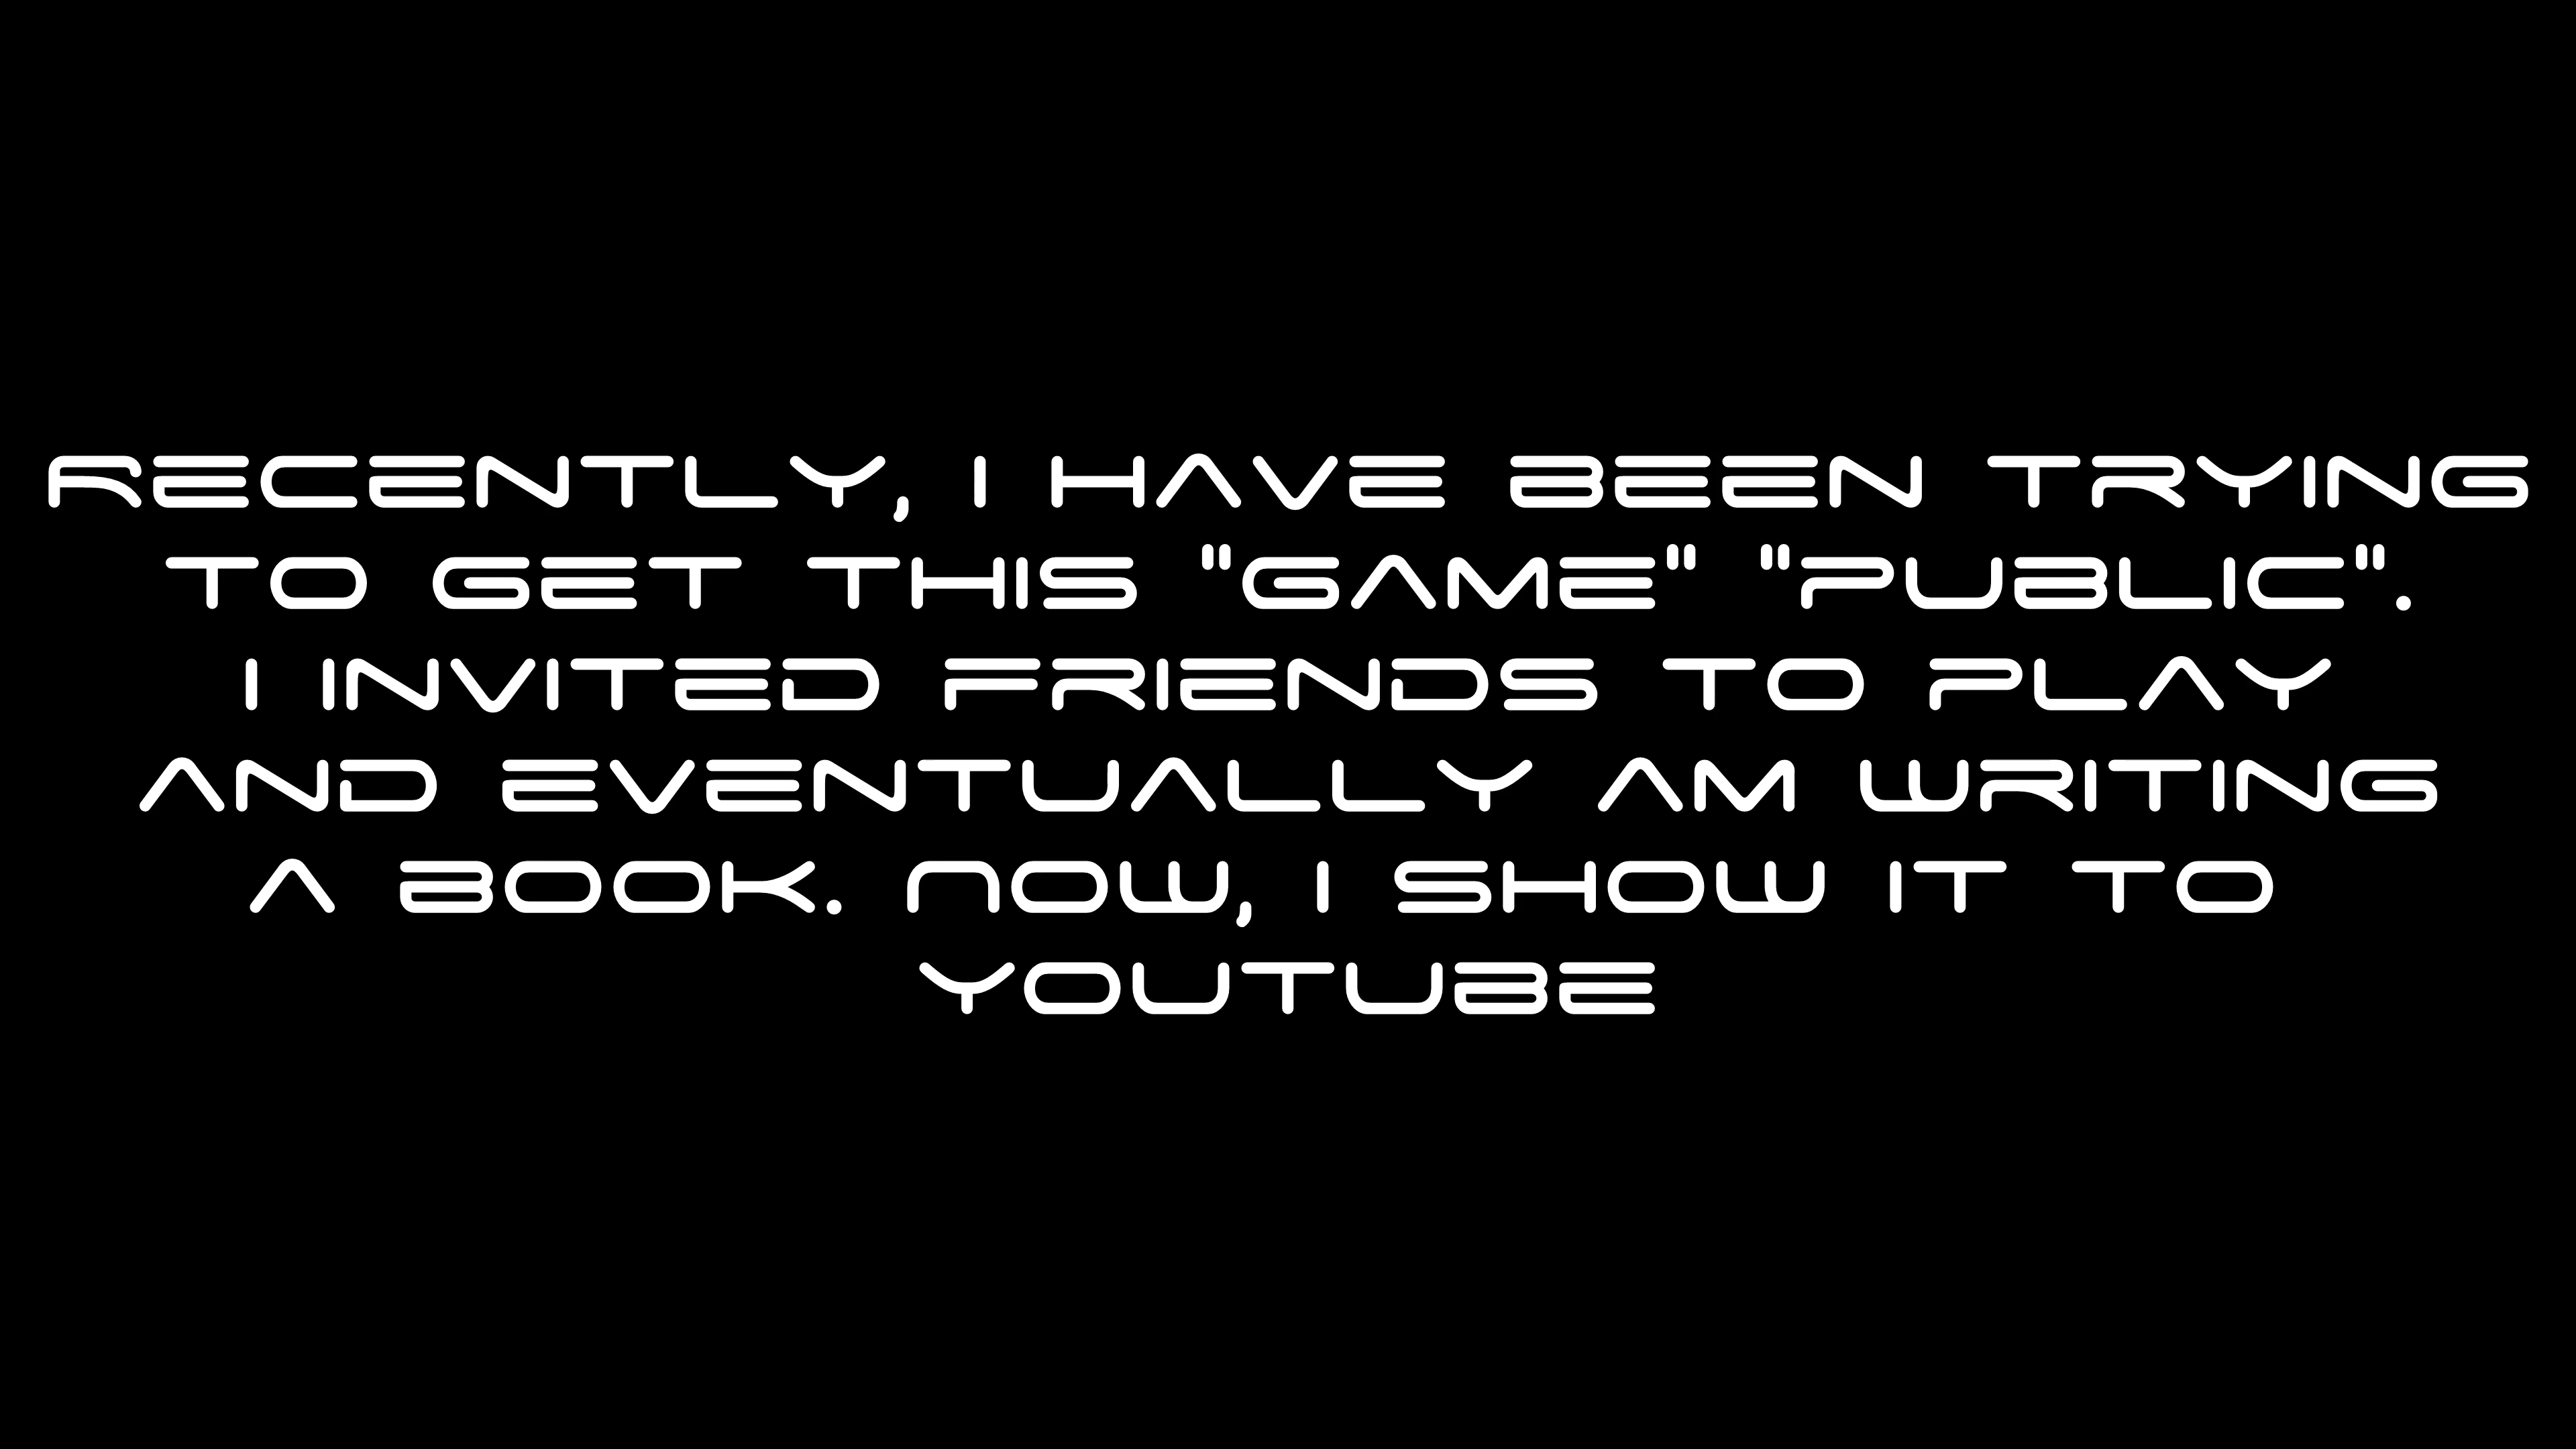 RECENTLY, I HAVE BEEN TRYING
TO GET THIS "GAME" "PUBLIC".
I INVITED FRIENDS TO PLAY
AND EVENTUALLY AM WRITING
A BOOK. NOW, I SHOW IT TO
YOUTUBE